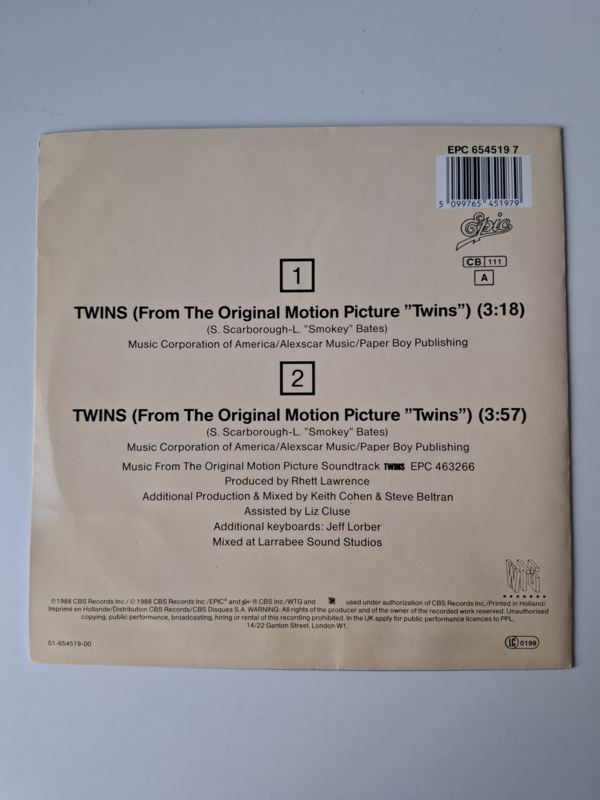 EPC 654519 7
5 099765 451979
Epic
CB 111
A
1
TWINS (From The Original Motion Picture ”Twins”) (3:18)
(S. Scarborough-L. ”Smokey” Bates)
Music Corporation of America/Alexscar Music/Paper Boy Publishing
2
TWINS (From The Original Motion Picture ”Twins”) (3:57)
(S. Scarborough-L. ”Smokey” Bates)
Music Corporation of America/Alexscar Music/Paper Boy Publishing
Music From The Original Motion Picture Soundtrack TWINS EPC 463266
Produced by Rhett Lawrence
Additional Production & Mixed by Keith Cohen & Steve Beltran
Assisted by Liz Cluse
Additional keyboards: Jeff Lorber
Mixed at Larrabee Sound Studios
WTG
℗ 1988 CBS Records Inc./ © 1988 CBS Records Inc./EPIC® and Epic ® CBS Inc./WTG and used under authorization of CBS Records Inc./Printed in Holland/
Imprimé en Hollande/Distribution CBS Records/CBS Disques S.A. WARNING: All rights of the producer and of the owner of the recorded work reserved. Unauthorised
copying, public performance, broadcasting, hiring or rental of this recording prohibited. In the UK apply for public performance licences to PPL,
14/22 Ganton Street, London W1.
01-654519-00
LC 0199